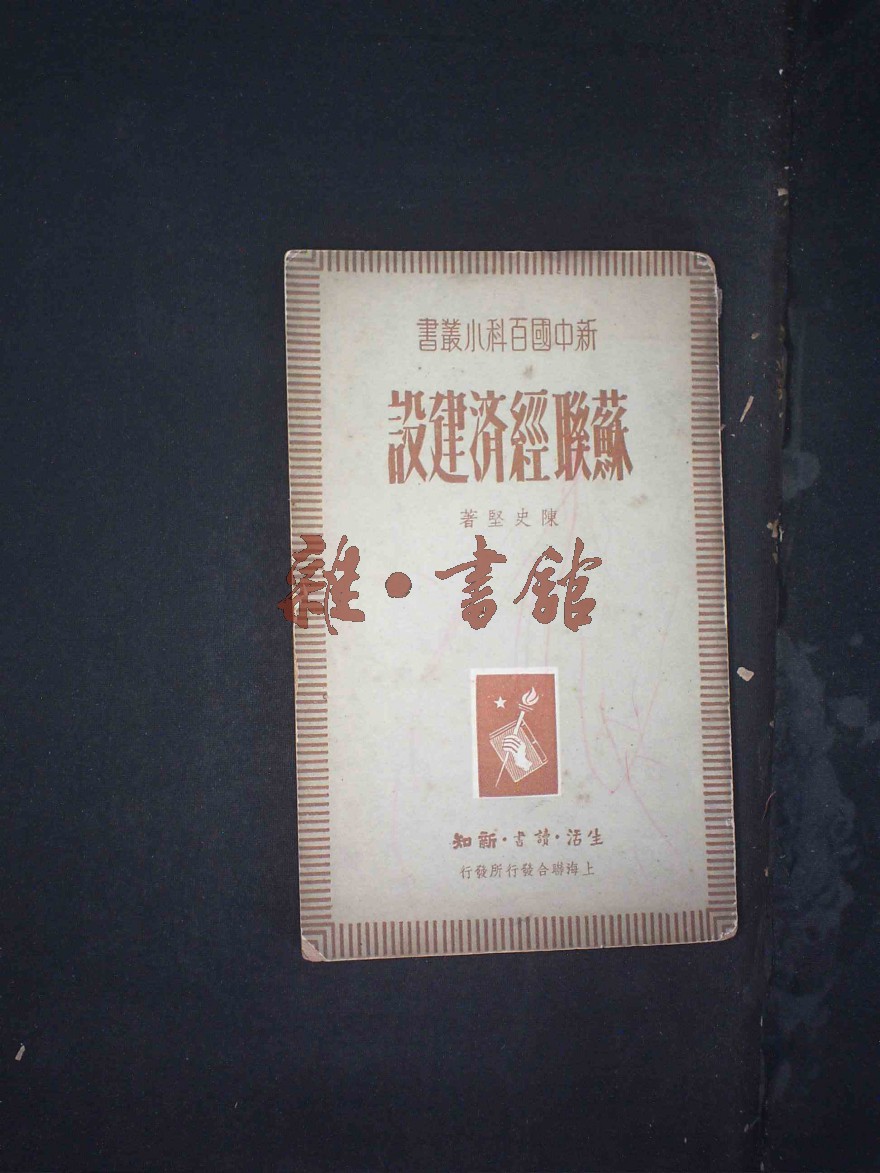 新中國百科小叢書
蘇聯經濟建設
陳史堅著
雜·書館
生活·讀書·新知
上海聯合發行所發行